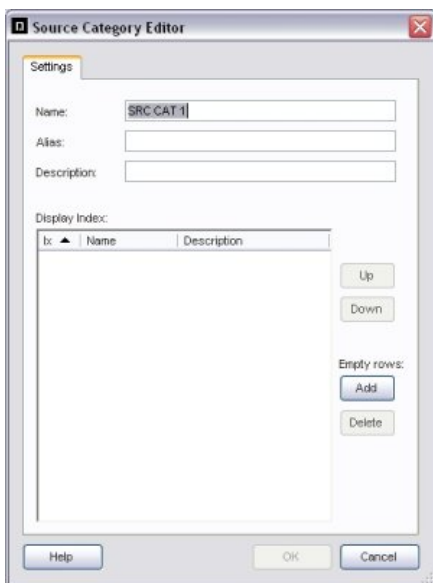 D Source Category Editor
Settings
Name: SRC CAT 1
Alias:
Description:
Display Index:
Ix Name Description
Up
Down
Empty rows:
Add
Delete
Help OK Cancel